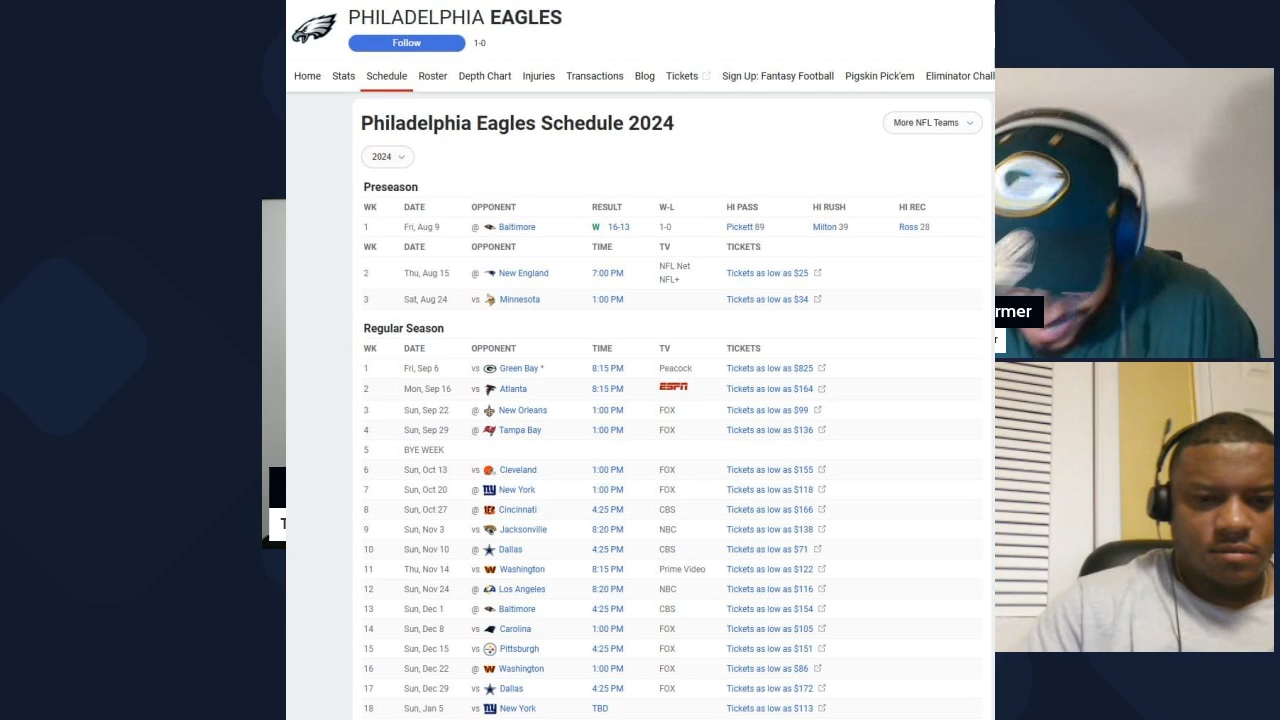 PHILADELPHIA EAGLES
Follow 1-0
Home Stats Schedule Roster Depth Chart Injuries Transactions Blog Tickets Sign Up: Fantasy Football Pigskin Pick'em Eliminator Chall
Philadelphia Eagles Schedule 2024 More NFL Teams
2024
Preseason
WK DATE OPPONENT RESULT W-L HI PASS HI RUSH HI REC
1 Fri, Aug 9 @ Baltimore W 16-13 1-0 Pickett 89 Milton 39 Ross 28
WK DATE OPPONENT TIME TV TICKETS
2 Thu, Aug 15 @ New England 7:00 PM NFL Net NFL+ Tickets as low as $25
3 Sat, Aug 24 vs Minnesota 1:00 PM Tickets as low as $34
Regular Season
WK DATE OPPONENT TIME TV TICKETS
1 Fri, Sep 6 vs Green Bay * 8:15 PM Peacock Tickets as low as $825
2 Mon, Sep 16 vs Atlanta 8:15 PM ESPN Tickets as low as $164
3 Sun, Sep 22 @ New Orleans 1:00 PM FOX Tickets as low as $99
4 Sun, Sep 29 @ Tampa Bay 1:00 PM FOX Tickets as low as $136
5 BYE WEEK
6 Sun, Oct 13 vs Cleveland 1:00 PM FOX Tickets as low as $155
7 Sun, Oct 20 @ New York 1:00 PM FOX Tickets as low as $118
8 Sun, Oct 27 @ Cincinnati 4:25 PM CBS Tickets as low as $166
9 Sun, Nov 3 vs Jacksonville 8:20 PM NBC Tickets as low as $138
10 Sun, Nov 10 @ Dallas 4:25 PM CBS Tickets as low as $71
11 Thu, Nov 14 vs Washington 8:15 PM Prime Video Tickets as low as $122
12 Sun, Nov 24 @ Los Angeles 8:20 PM NBC Tickets as low as $116
13 Sun, Dec 1 @ Baltimore 4:25 PM CBS Tickets as low as $154
14 Sun, Dec 8 vs Carolina 1:00 PM FOX Tickets as low as $105
15 Sun, Dec 15 vs Pittsburgh 4:25 PM FOX Tickets as low as $151
16 Sun, Dec 22 @ Washington 1:00 PM FOX Tickets as low as $86
17 Sun, Dec 29 vs Dallas 4:25 PM FOX Tickets as low as $172
18 Sun, Jan 5 vs New York TBD Tickets as low as $113
rmer
r
T